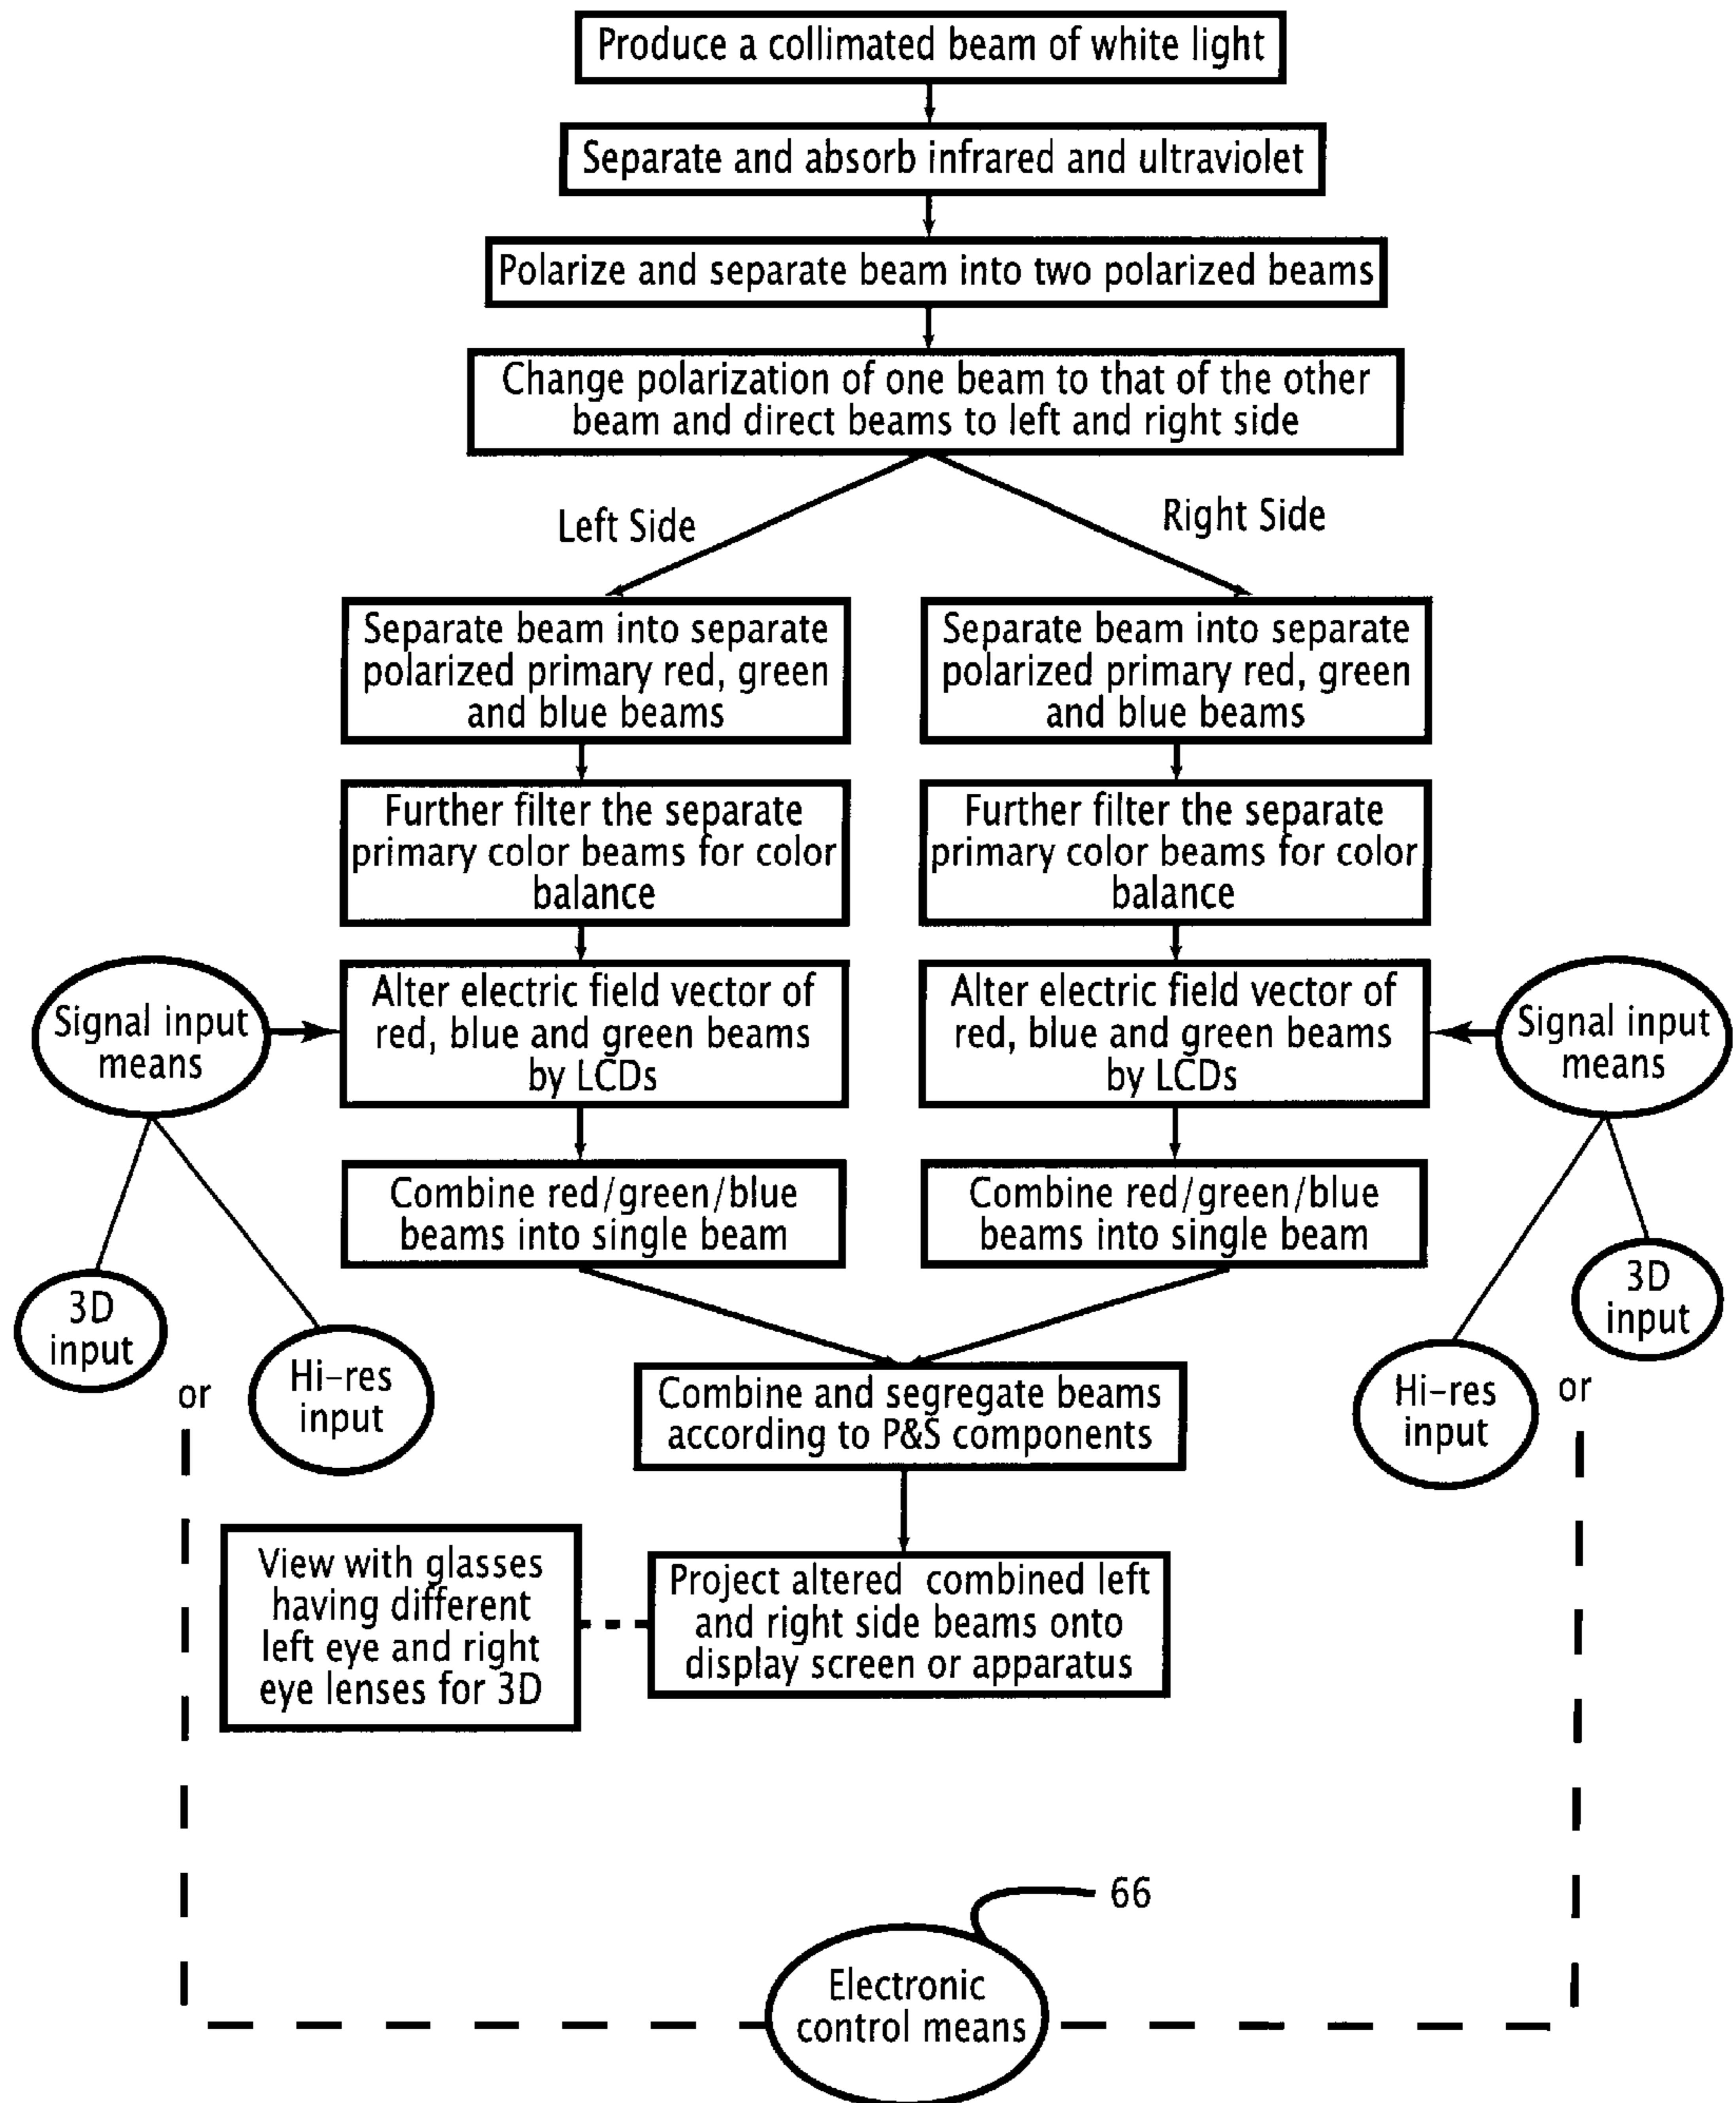 Produce a collimated beam of white light
Separate and absorb infrared and ultraviolet
Polarize and separate beam into two polarized beams
Change polarization of one beam to that of the other
beam and direct beams to left and right side
Left Side
Right Side
Separate beam into separate
polarized primary red, green
and blue beams
Separate beam into separate
polarized primary red, green
and blue beams
Further filter the separate
primary color beams for color
balance
Further filter the separate
primary color beams for color
balance
Signal input
means
Alter electric field vector of
red, blue and green beams
by LCDs
Alter electric field vector of
red, blue and green beams
by LCDs
Signal input
means
Combine red/green/blue
beams into single beam
Combine red/green/blue
beams into single beam
3D
input
or
Hi-res
input
Combine and segregate beams
according to P&S components
Hi-res
input
or
3D
input
View with glasses
having different
left eye and right
eye lenses for 3D
Project altered combined left
and right side beams onto
display screen or apparatus
66
Electronic
control means